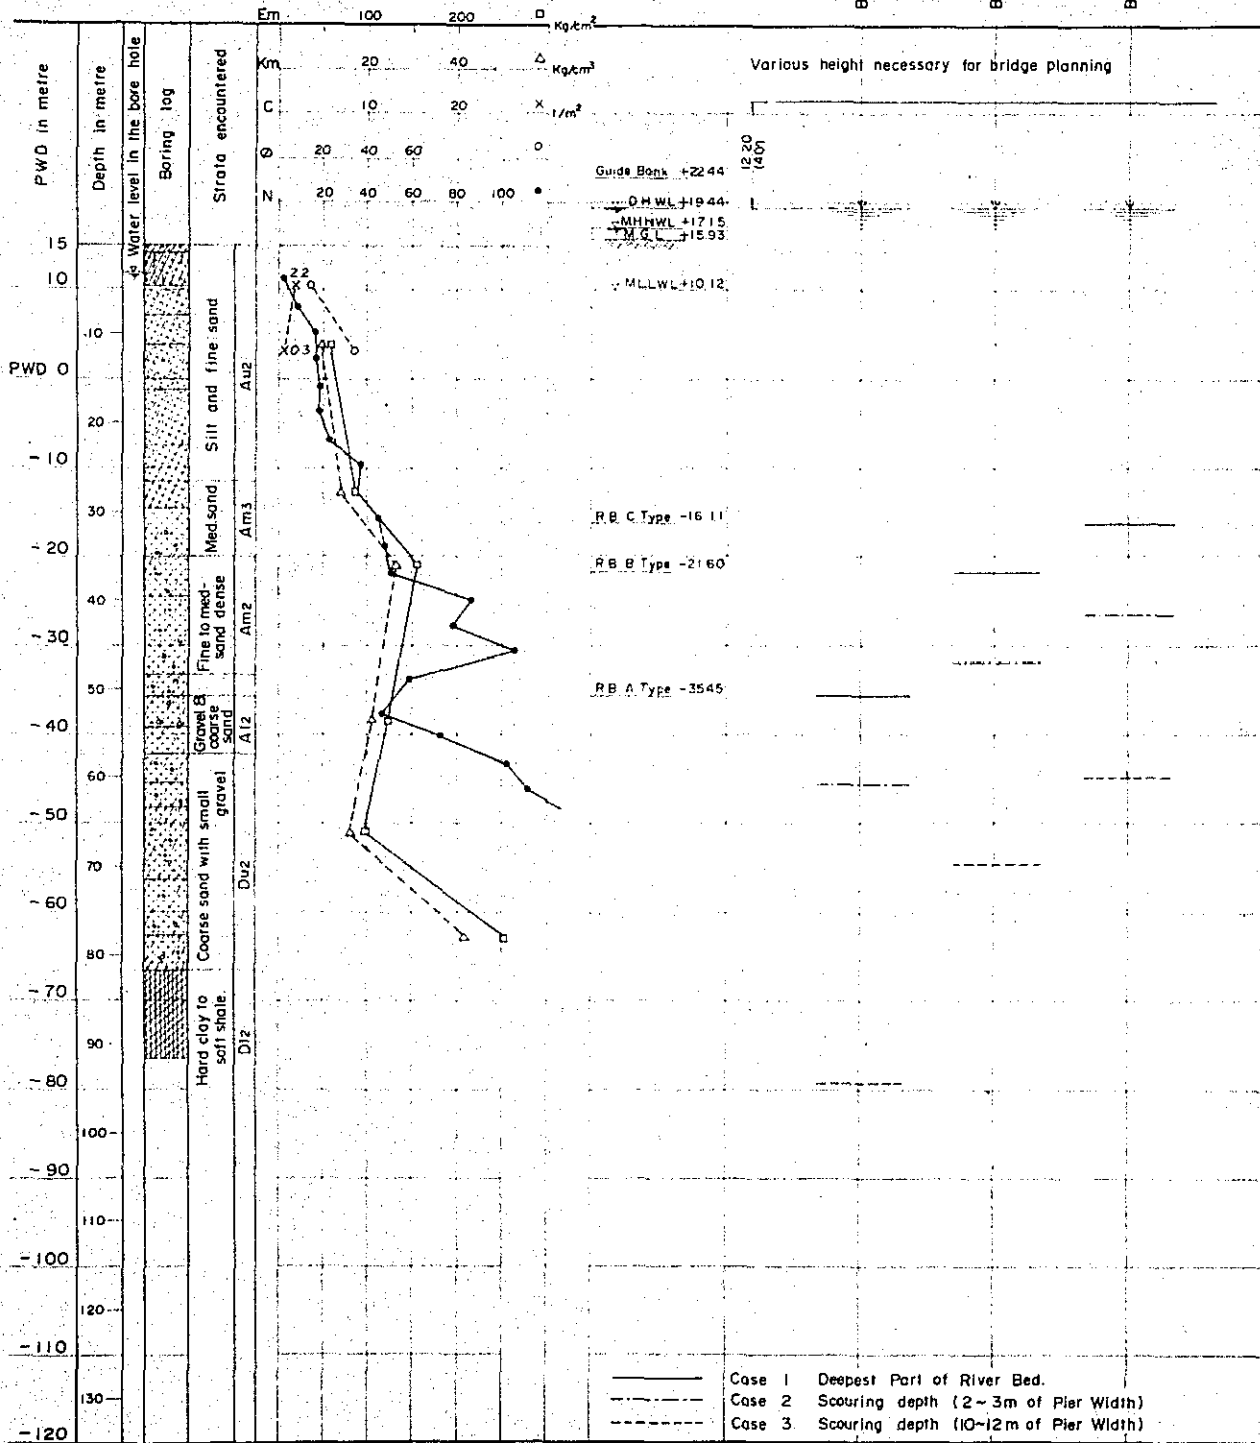 Em 100 200 □ Kg/cm²
Km 20 40 △ Kg/cm³
C 10 20 × t/m²
Ø 20 40 60 ○
N 20 40 60 80 100 ●
PWD in metre
Depth in metre
Water level in the bore hole
Boring log
Strata encountered
Various height necessary for bridge planning
12.20
(40')
Guide Bank +22.44
D.H.W.L +19.44
M.H.H.W.L +17.15
M.G.L +15.93
M.L.L.W.L +10.12
R.B. C Type -16.11
R.B. B Type -21.60
R.B. A Type -35.45
15
10
PWD 0
-10
-20
-30
-40
-50
-60
-70
-80
-90
-100
-110
-120
10
20
30
40
50
60
70
80
90
100
110
120
130
Silt and fine sand
Au2
Med.sand
Am3
Fine to med-
sand dense
Am2
Gravel &
coarse
sand
Al2
Coarse sand with small
gravel
Du2
Hard clay to
soft shale.
Dl2
2.2
0.3
Case 1 Deepest Part of River Bed.
Case 2 Scouring depth (2~3m of Pier Width)
Case 3. Scouring depth (10~12m of Pier Width)